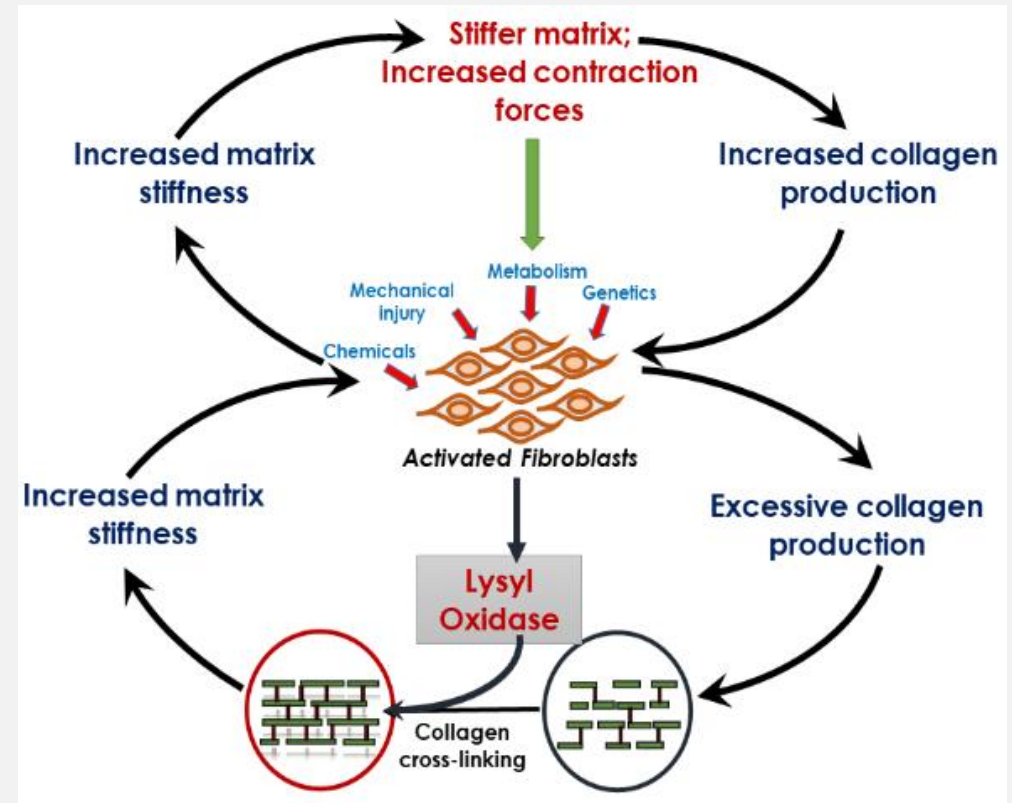 Stiffer matrix;
Increased contraction
forces
Increased matrix
stiffness
Increased collagen
production
Metabolism
Mechanical
injury
Genetics
Chemicals
Activated Fibroblasts
Increased matrix
stiffness
Excessive collagen
production
Lysyl
Oxidase
Collagen
cross-linking